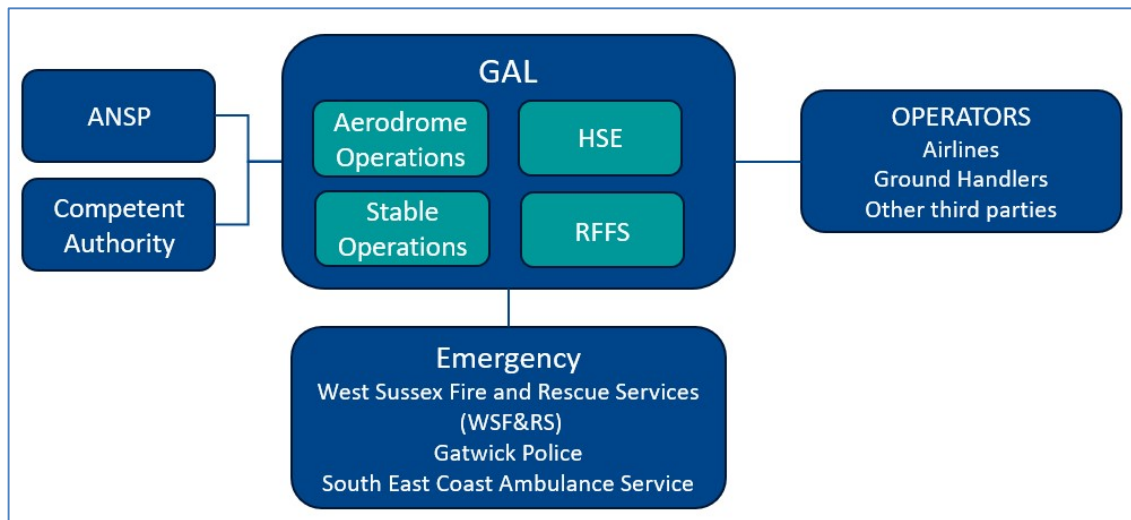 ANSP
Competent
Authority
GAL
Aerodrome
Operations
HSE
Stable
Operations
RFFS
OPERATORS
Airlines
Ground Handlers
Other third parties
Emergency
West Sussex Fire and Rescue Services
(WSF&RS)
Gatwick Police
South East Coast Ambulance Service